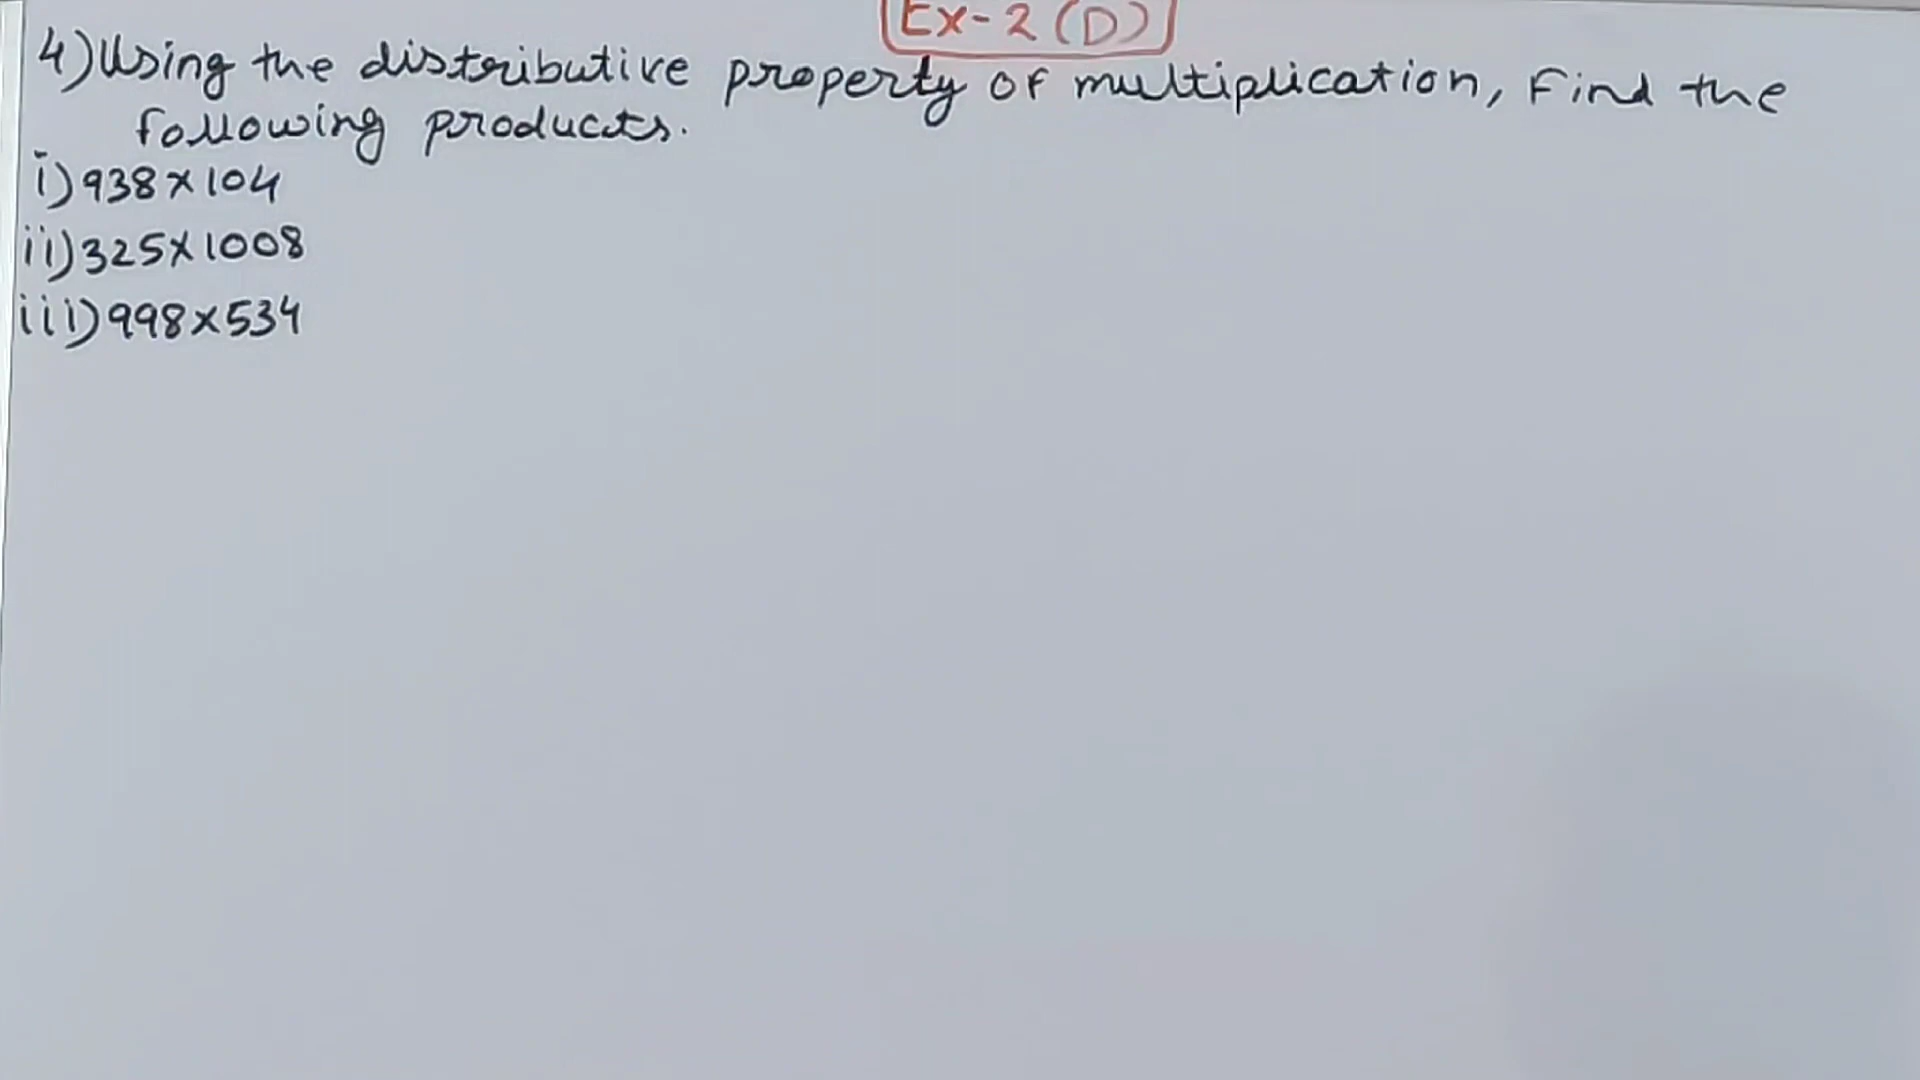 Ex-2 (D)
4) Using the distributive property of multiplication, Find the
following products.
i) 938×104
ii) 325×1008
iii) 998×534